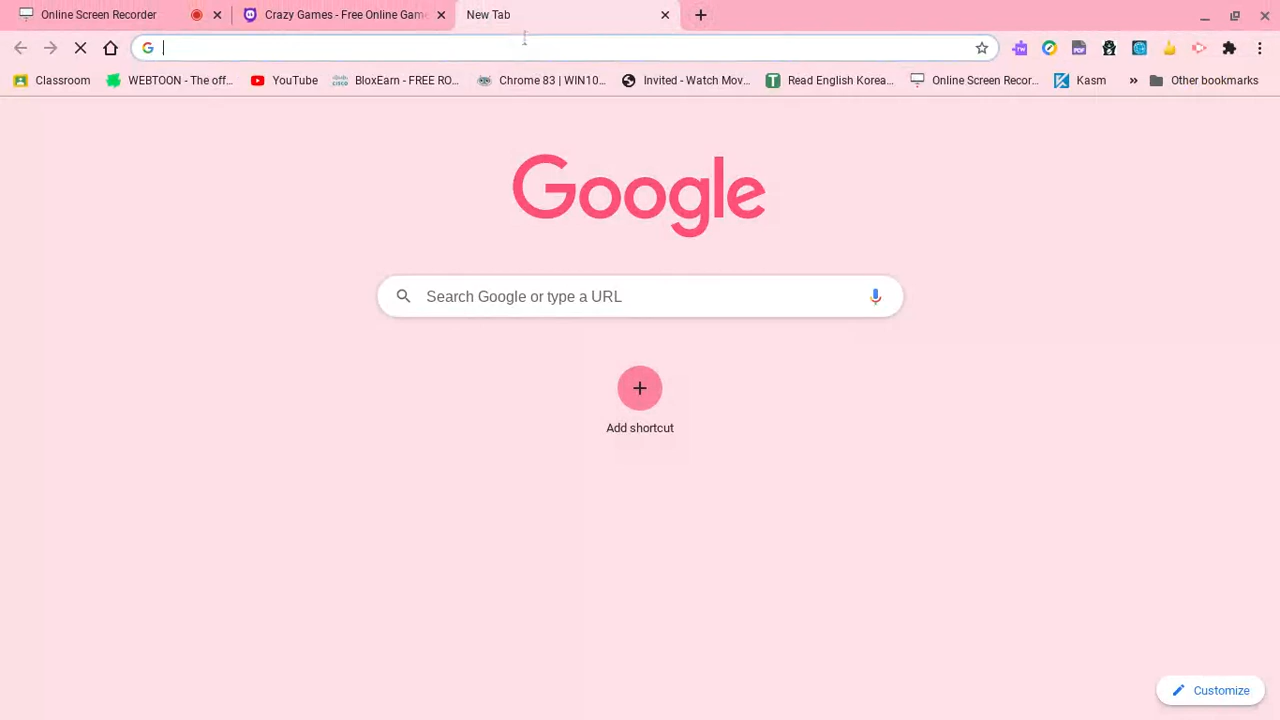 Online Screen Recorder
Crazy Games - Free Online Gam
New Tab
Classroom
WEBTOON - The off...
YouTube
BloxEarn - FREE RO...
Chrome 83 | WIN10...
Invited - Watch Mov...
Read English Korea...
Online Screen Recor...
Kasm
Other bookmarks
Google
Search Google or type a URL
Add shortcut
Customize